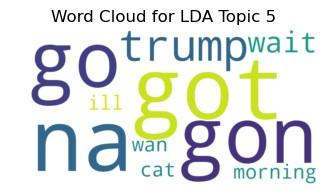 Word Cloud for LDA Topic 5
go trump wait
ill got
na wan gon
cat morning